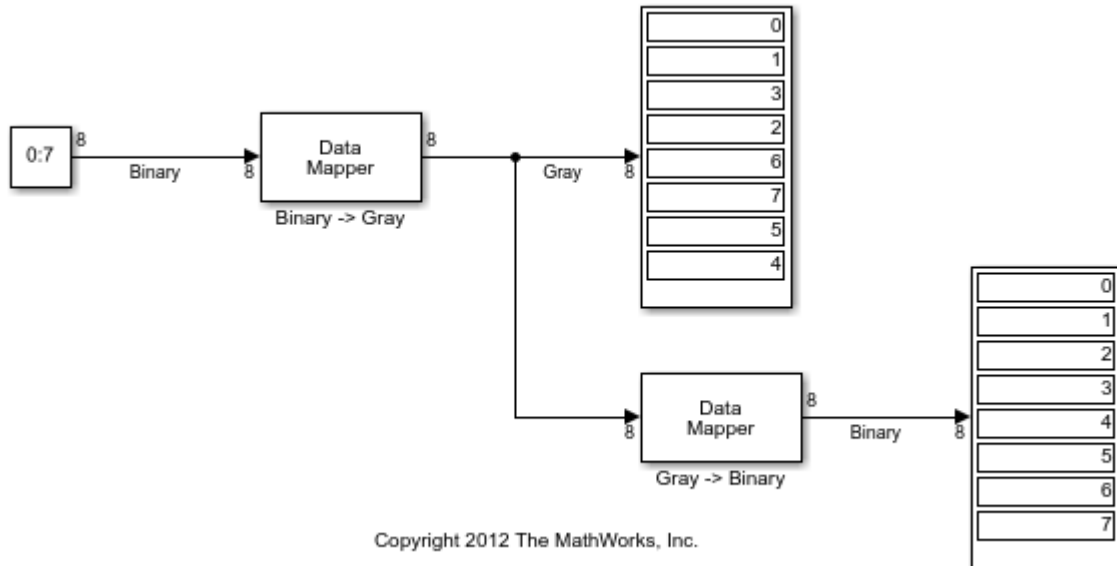 0:7
8
Binary
8
Data
Mapper
Binary -> Gray
8
Gray
8
0
1
3
2
6
7
5
4
8
Data
Mapper
Gray -> Binary
8
Binary
8
0
1
2
3
4
5
6
7
Copyright 2012 The MathWorks, Inc.